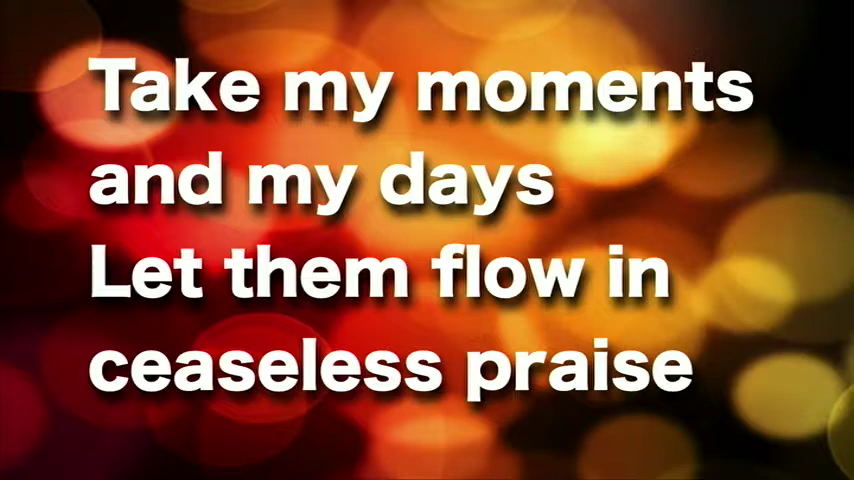 Take my moments
and my days
Let them flow in
ceaseless praise